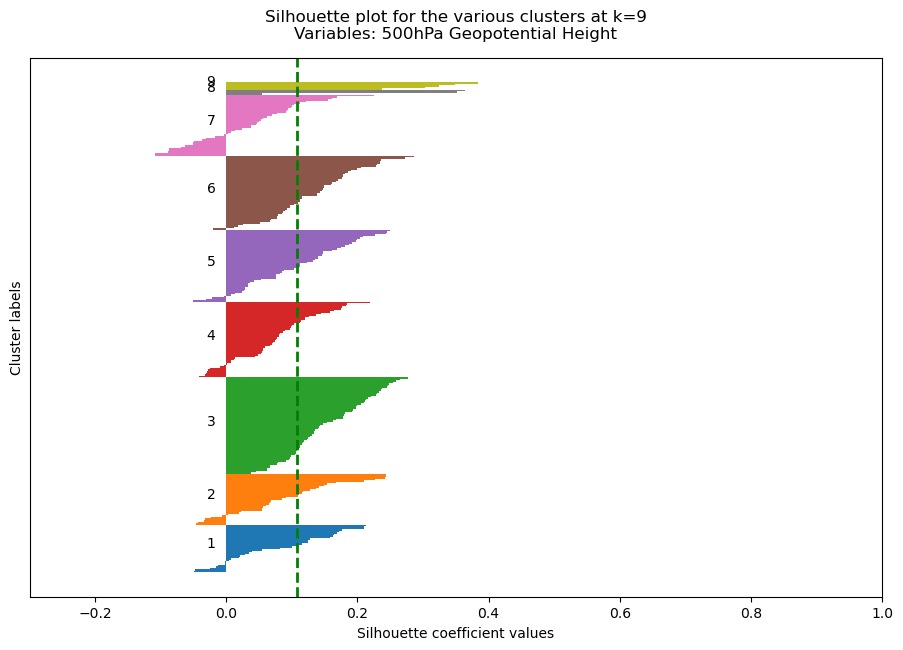 Silhouette plot for the various clusters at k=9
Variables: 500hPa Geopotential Height
9
8
7
6
5
4
3
2
1
Cluster labels
−0.2 0.0 0.2 0.4 0.6 0.8 1.0
Silhouette coefficient values